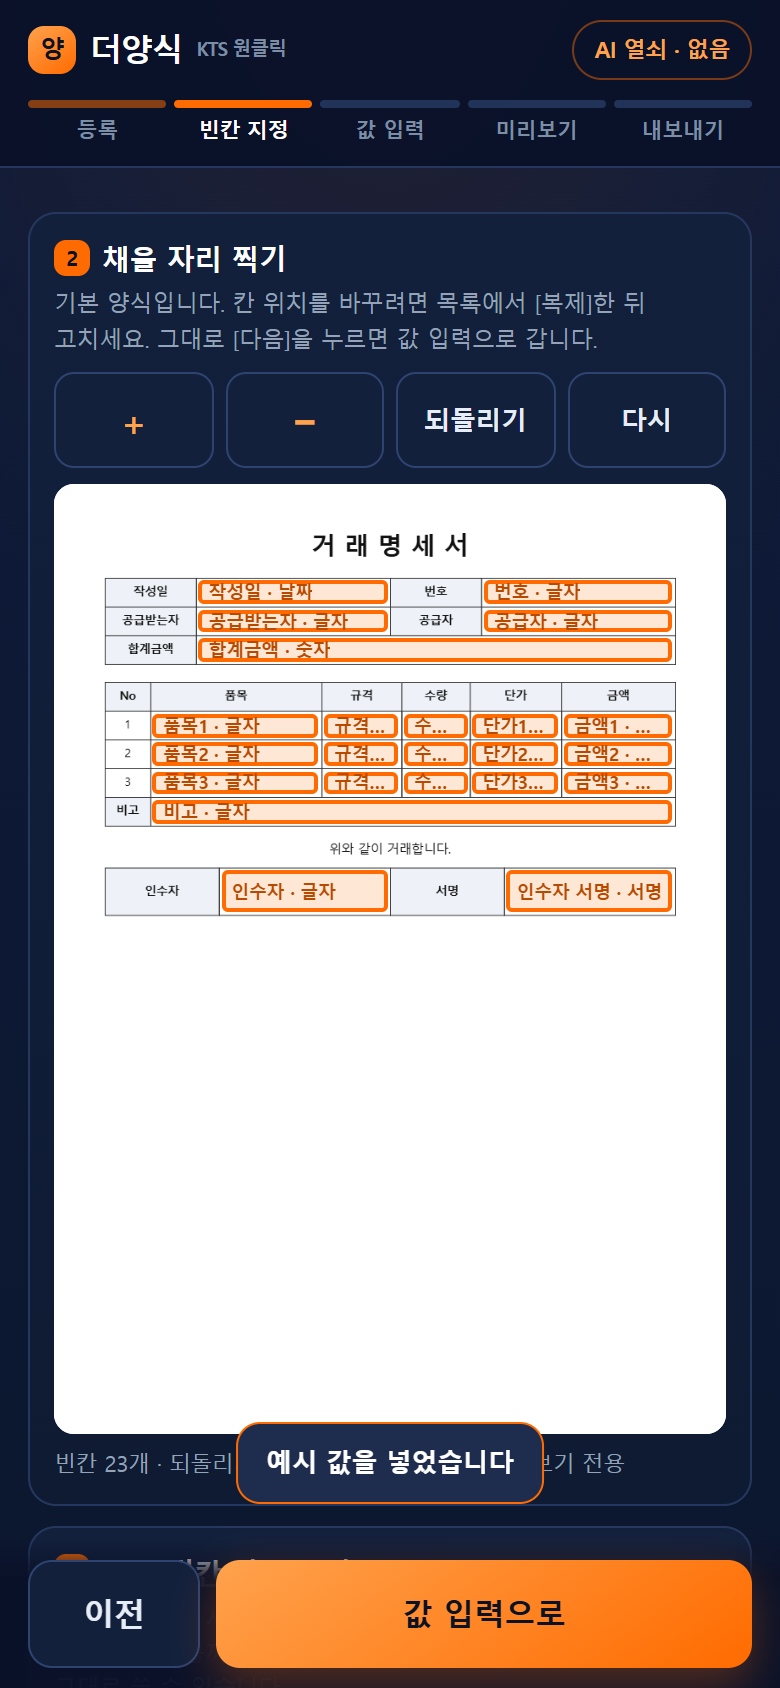 양 더양식 KTS 원클릭 AI 열쇠 · 없음
등록 빈칸 지정 값 입력 미리보기 내보내기
2 채울 자리 찍기
기본 양식입니다. 칸 위치를 바꾸려면 목록에서 [복제]한 뒤
고치세요. 그대로 [다음]을 누르면 값 입력으로 갑니다.
+ − 되돌리기 다시
거 래 명 세 서
작성일 작성일 · 날짜 번호 번호 · 글자
공급받는자 공급받는자 · 글자 공급자 공급자 · 글자
합계금액 합계금액 · 숫자
No 품목 규격 수량 단가 금액
1 품목1 · 글자 규격... 수... 단가1... 금액1 · ...
2 품목2 · 글자 규격... 수... 단가2... 금액2 · ...
3 품목3 · 글자 규격... 수... 단가3... 금액3 · ...
비고 비고 · 글자
위와 같이 거래합니다.
인수자 인수자 · 글자 서명 인수자 서명 · 서명
빈칸 23개 · 되돌리 보기 전용
예시 값을 넣었습니다
이전 값 입력으로